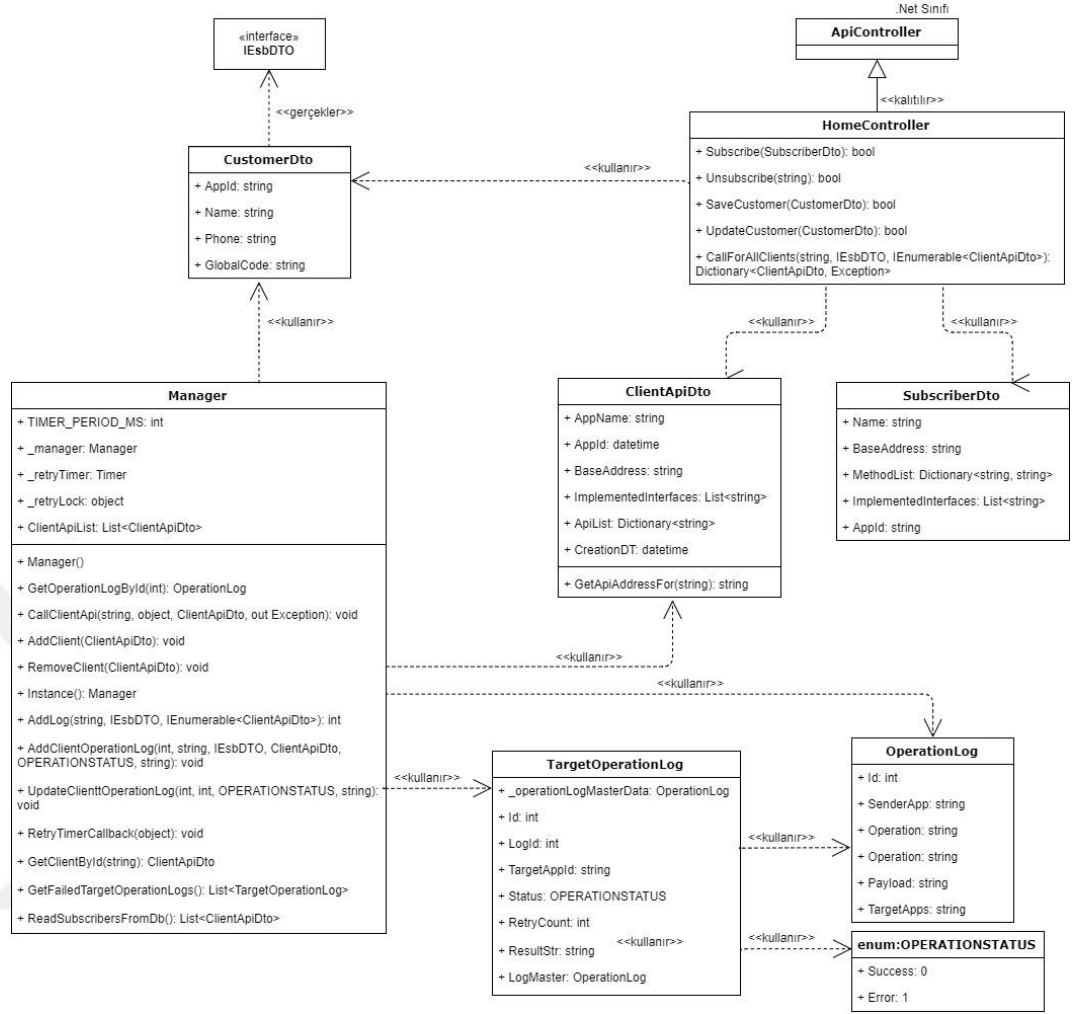 .Net Sınıfı
«interface»
IEsbDTO
ApiController
<<gerçekler>>
<<kalıtılır>>
CustomerDto
+ AppId: string
+ Name: string
+ Phone: string
+ GlobalCode: string
<<kullanır>>
HomeController
+ Subscribe(SubscriberDto): bool
+ Unsubscribe(string): bool
+ SaveCustomer(CustomerDto): bool
+ UpdateCustomer(CustomerDto): bool
+ CallForAllClients(string, IEsbDTO, IEnumerable<ClientApiDto>):
Dictionary<ClientApiDto, Exception>
<<kullanır>>
<<kullanır>>
<<kullanır>>
Manager
+ TIMER_PERIOD_MS: int
+ _manager: Manager
+ _retryTimer: Timer
+ _retryLock: object
+ ClientApiList: List<ClientApiDto>
+ Manager()
+ GetOperationLogById(int): OperationLog
+ CallClientApi(string, object, ClientApiDto, out Exception): void
+ AddClient(ClientApiDto): void
+ RemoveClient(ClientApiDto): void
+ Instance(): Manager
+ AddLog(string, IEsbDTO, IEnumerable<ClientApiDto>): int
+ AddClientOperationLog(int, string, IEsbDTO, ClientApiDto,
OPERATIONSTATUS, string): void
+ UpdateClienttOperationLog(int, int, OPERATIONSTATUS, string):
void
+ RetryTimerCallback(object): void
+ GetClientById(string): ClientApiDto
+ GetFailedTargetOperationLogs(): List<TargetOperationLog>
+ ReadSubscribersFromDb(): List<ClientApiDto>
ClientApiDto
+ AppName: string
+ AppId: datetime
+ BaseAddress: string
+ ImplementedInterfaces: List<string>
+ ApiList: Dictionary<string>
+ CreationDT: datetime
+ GetApiAddressFor(string): string
SubscriberDto
+ Name: string
+ BaseAddress: string
+ MethodList: Dictionary<string, string>
+ ImplementedInterfaces: List<string>
+ AppId: string
<<kullanır>>
<<kullanır>>
<<kullanır>>
TargetOperationLog
+ _operationLogMasterData: OperationLog
+ Id: int
+ LogId: int
+ TargetAppId: string
+ Status: OPERATIONSTATUS
+ RetryCount: int
+ ResultStr: string
+ LogMaster: OperationLog
<<kullanır>>
<<kullanır>>
<<kullanır>>
OperationLog
+ Id: int
+ SenderApp: string
+ Operation: string
+ Operation: string
+ Payload: string
+ TargetApps: string
enum:OPERATIONSTATUS
+ Success: 0
+ Error: 1